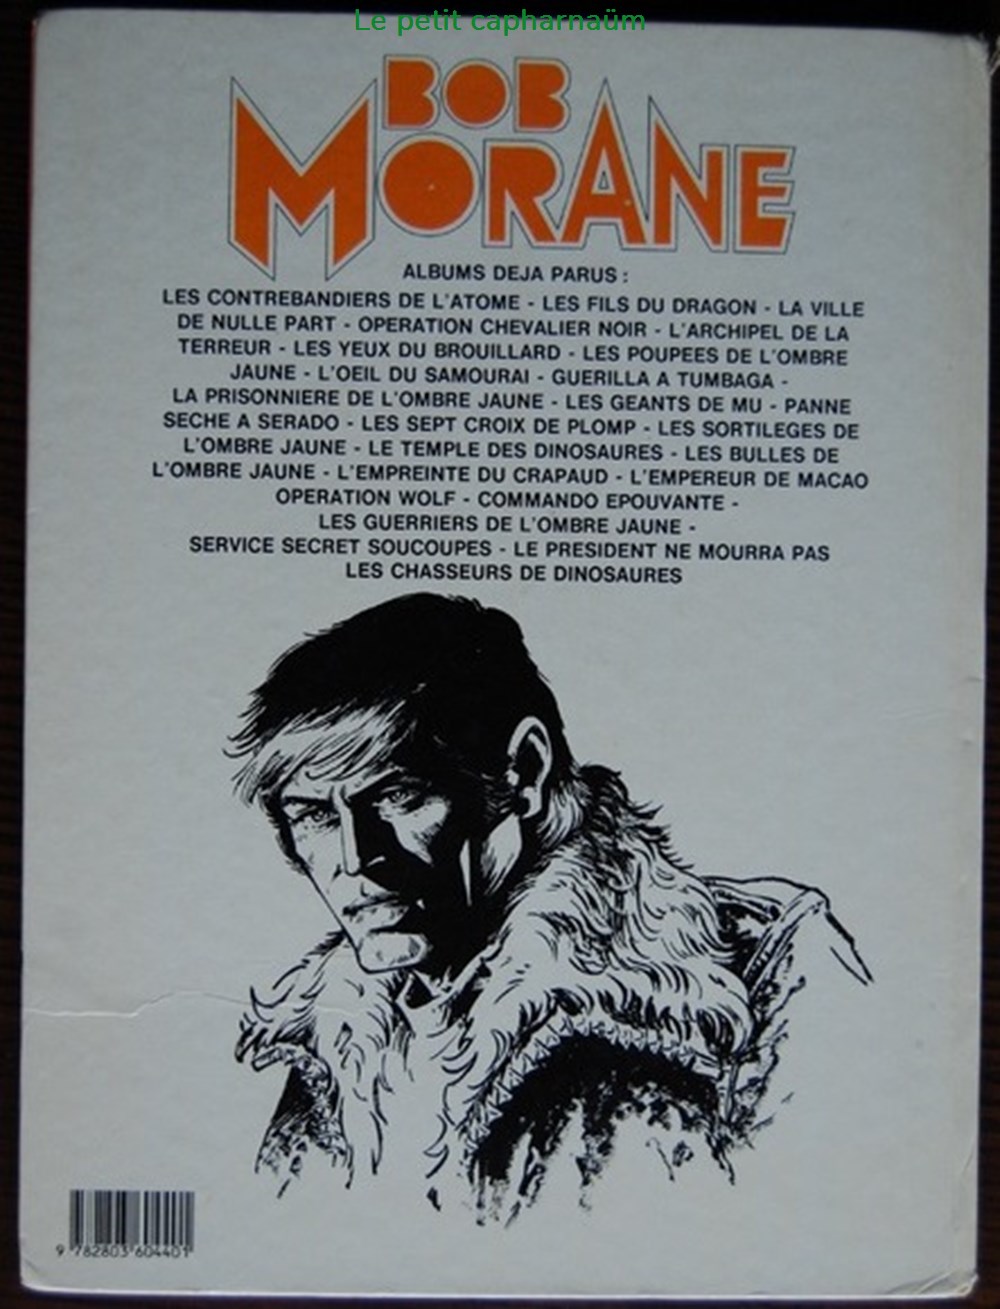 Le petit capharnaüm
BOB
MORANE
ALBUMS DEJA PARUS :
LES CONTREBANDIERS DE L'ATOME - LES FILS DU DRAGON - LA VILLE
DE NULLE PART - OPERATION CHEVALIER NOIR - L'ARCHIPEL DE LA
TERREUR - LES YEUX DU BROUILLARD - LES POUPEES DE L'OMBRE
JAUNE - L'OEIL DU SAMOURAI - GUERILLA A TUMBAGA -
LA PRISONNIERE DE L'OMBRE JAUNE - LES GEANTS DE MU - PANNE
SECHE A SERADO - LES SEPT CROIX DE PLOMP - LES SORTILEGES DE
L'OMBRE JAUNE - LE TEMPLE DES DINOSAURES - LES BULLES DE
L'OMBRE JAUNE - L'EMPREINTE DU CRAPAUD - L'EMPEREUR DE MACAO
OPERATION WOLF - COMMANDO EPOUVANTE -
LES GUERRIERS DE L'OMBRE JAUNE -
SERVICE SECRET SOUCOUPES - LE PRESIDENT NE MOURRA PAS
LES CHASSEURS DE DINOSAURES
9 782803 604401